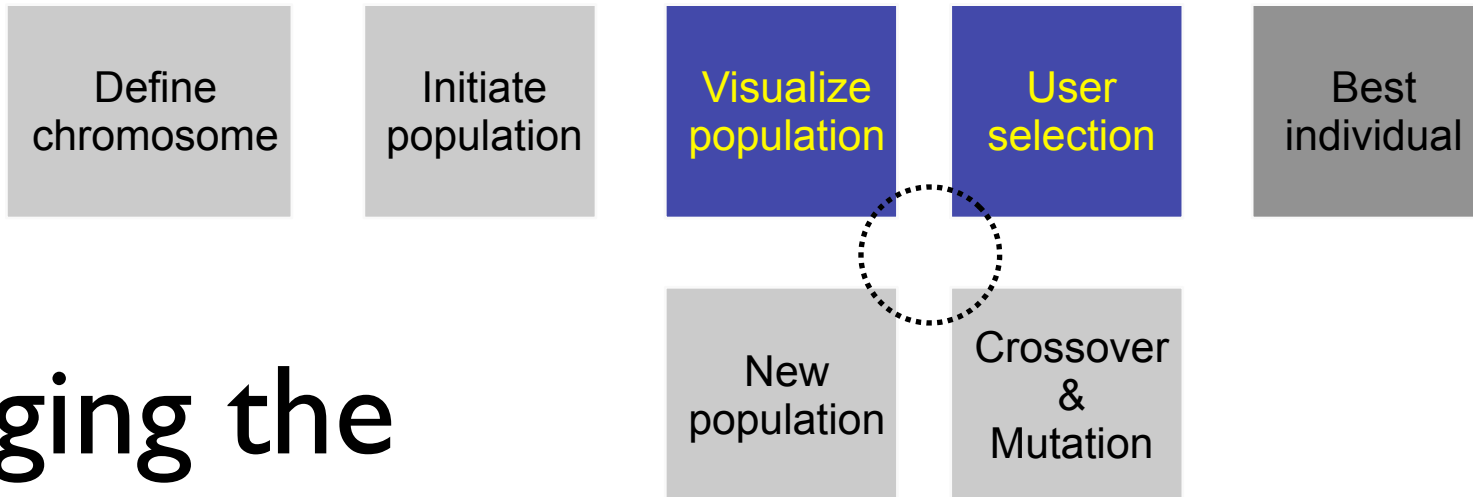 Define
chromosome
Initiate
population
Visualize
population
User
selection
Best
individual
New
population
Crossover
&
Mutation
ging the